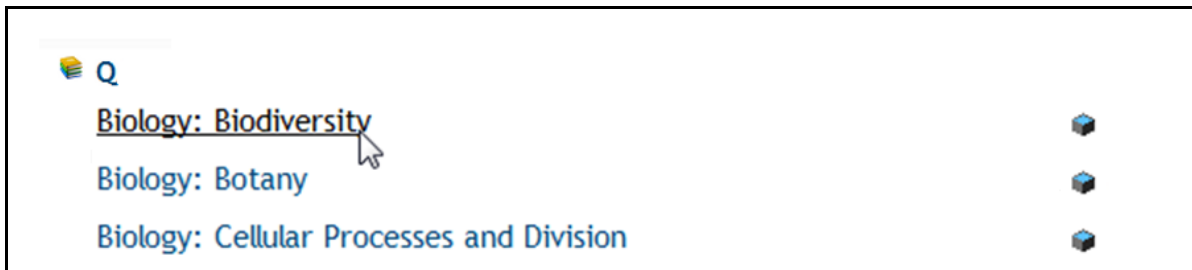 Q
Biology: Biodiversity
Biology: Botany
Biology: Cellular Processes and Division